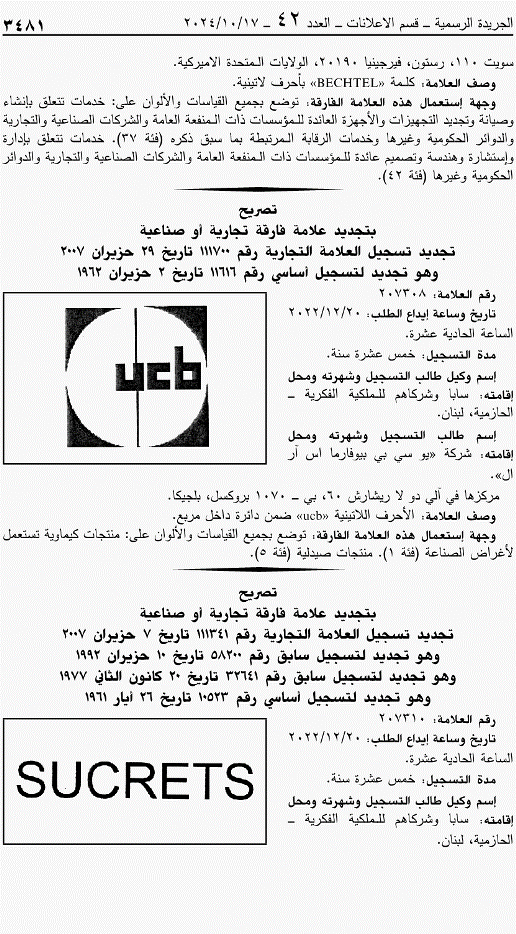 الجريدة الرسمية ـ قسم الاعلانات ـ العدد ٤٢ ـ ٢٠٢٤/١٠/١٧
٣٤٨١
سويت ١١٠، رستون، فيرجينيا ٢٠١٩٠، الولايات الـمتحدة الاميركية.
وصف العلامة: كلـمة «BECHTEL» بأحرف لاتينية.
وجهة إستعمال هذه العلامة الفارقة: توضع بجميع القياسات والألوان على: خدمات تتعلق بإنشاء
وصيانة وتجديد التجهيزات والأجهزة العائدة للـمؤسسات ذات الـمنفعة العامة والشركات الصناعية والتجارية
والدوائر الحكومية وغيرها وخدمات الرقابة الـمرتبطة بما سبق ذكره (فئة ٣٧). خدمات تتعلق بإدارة
وإستشارة وهندسة وتصميم عائدة للـمؤسسات ذات الـمنفعة العامة والشركات الصناعية والتجارية والدوائر
الحكومية وغيرها (فئة ٤٢).
تصريح
بتجديد علامة فارقة تجارية أو صناعية
تجديد تسجيل العلامة التجارية رقم ١١١٧٠٠ تاريخ ٢٩ حزيران ٢٠٠٧
وهو تجديد لتسجيل أساسي رقم ١١٦١٦ تاريخ ٢ حزيران ١٩٦٢
رقم العلامة: ٢٠٧٣٠٨
تاريخ وساعة إيداع الطلب: ٢٠٢٢/١٢/٢٠
الساعة الحادية عشرة.
مدة التسجيل: خمس عشرة سنة.
إسم وكيل طالب التسجيل وشهرته ومحل
إقامته: سابا وشركاهم للـملكية الفكرية ـ
الحازمية، لبنان.
إسم طالب التسجيل وشهرته ومحل
إقامته: شركة «يو سي بي بيوفارما اس آر
ال».
ucb
مركزها في آلي دو لا ريشارش ٦٠، بي ـ ١٠٧٠ بروكسل، بلجيكا.
وصف العلامة: الأحرف اللاتينية «ucb» ضمن دائرة داخل مربع.
وجهة إستعمال هذه العلامة الفارقة: توضع بجميع القياسات والألوان على: منتجات كيماوية تستعمل
لأغراض الصناعة (فئة ١). منتجات صيدلية (فئة ٥).
تصريح
بتجديد علامة فارقة تجارية أو صناعية
تجديد تسجيل العلامة التجارية رقم ١١١٣٤١ تاريخ ٧ حزيران ٢٠٠٧
وهو تجديد لتسجيل سابق رقم ٥٨٢٠٠ تاريخ ١٠ حزيران ١٩٩٢
وهو تجديد لتسجيل سابق رقم ٣٢٦٤١ تاريخ ٢٠ كانون الثاني ١٩٧٧
وهو تجديد لتسجيل أساسي رقم ١٠٥٢٣ تاريخ ٢٦ أيار ١٩٦١
رقم العلامة: ٢٠٧٣١٠
تاريخ وساعة إيداع الطلب: ٢٠٢٢/١٢/٢٠
الساعة الحادية عشرة.
مدة التسجيل: خمس عشرة سنة.
إسم وكيل طالب التسجيل وشهرته ومحل
إقامته: سابا وشركاهم للـملكية الفكرية ـ
الحازمية، لبنان.
SUCRETS